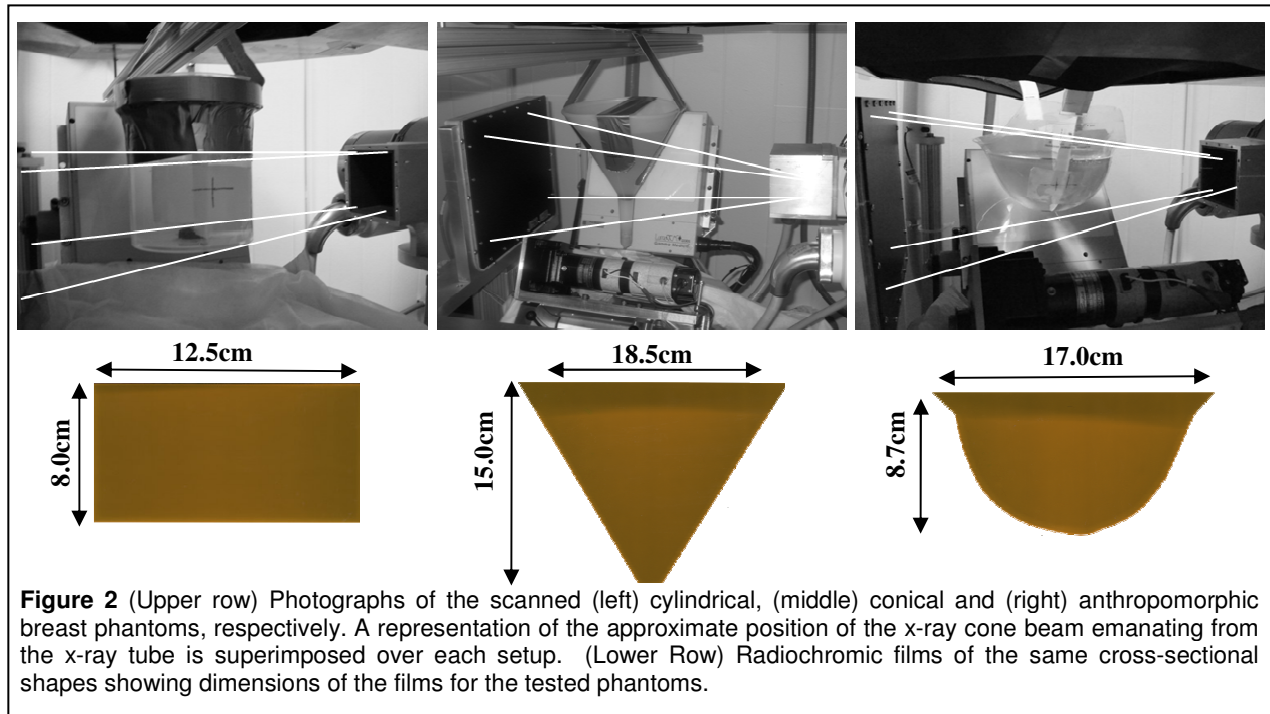 12.5cm
18.5cm
17.0cm
8.0cm
15.0cm
8.7cm
Figure 2 (Upper row) Photographs of the scanned (left) cylindrical, (middle) conical and (right) anthropomorphic
breast phantoms, respectively. A representation of the approximate position of the x-ray cone beam emanating from
the x-ray tube is superimposed over each setup. (Lower Row) Radiochromic films of the same cross-sectional
shapes showing dimensions of the films for the tested phantoms.